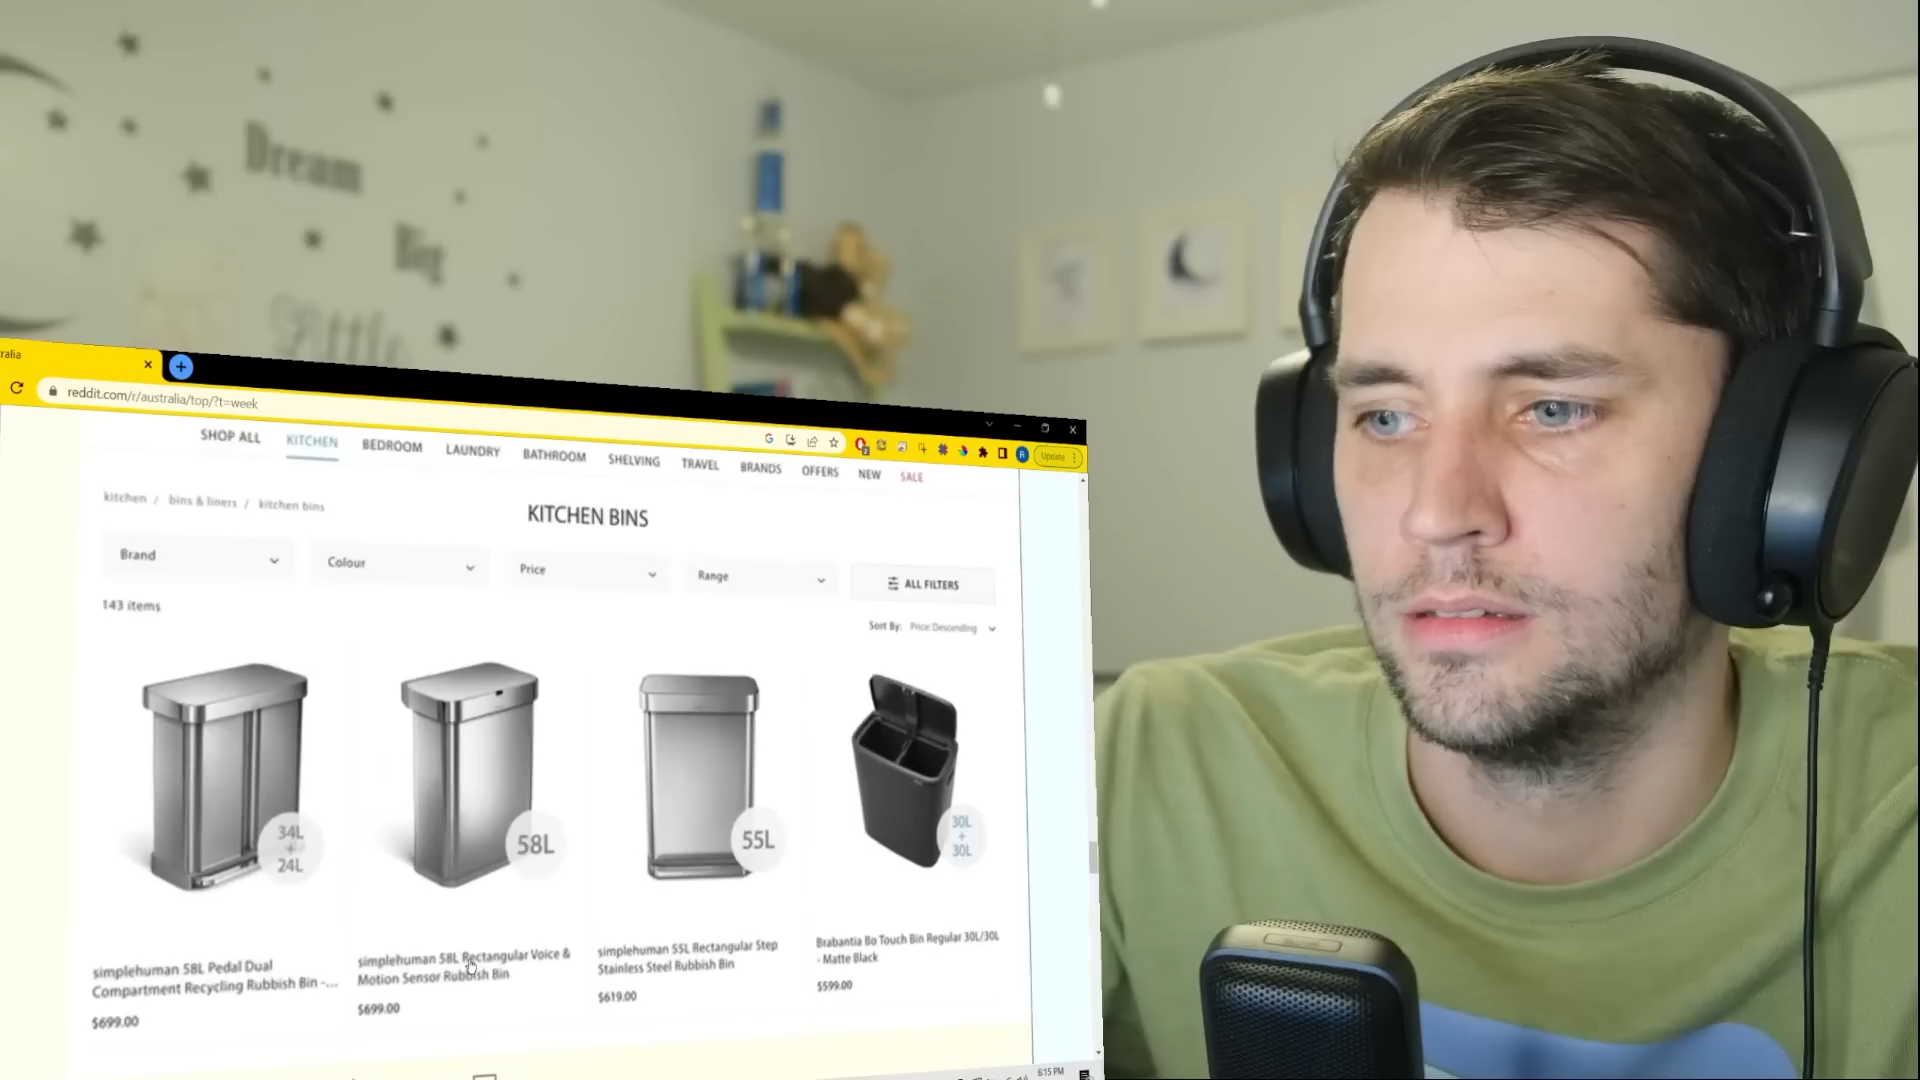 Dream
Big
Little
ralia
reddit.com/r/australia/top/?t=week
Update
SHOP ALL KITCHEN BEDROOM LAUNDRY BATHROOM SHELVING TRAVEL BRANDS OFFERS NEW SALE
kitchen / bins & liners / kitchen bins
KITCHEN BINS
Brand Colour Price Range ALL FILTERS
143 items
Sort By: Price Descending
34L
+
24L
58L
55L
30L
+
30L
simplehuman 58L Pedal Dual
Compartment Recycling Rubbish Bin -...
$699.00
simplehuman 58L Rectangular Voice &
Motion Sensor Rubbish Bin
$699.00
simplehuman 55L Rectangular Step
Stainless Steel Rubbish Bin
$619.00
Brabantia Bo Touch Bin Regular 30L/30L
- Matte Black
$599.00
6:15 PM